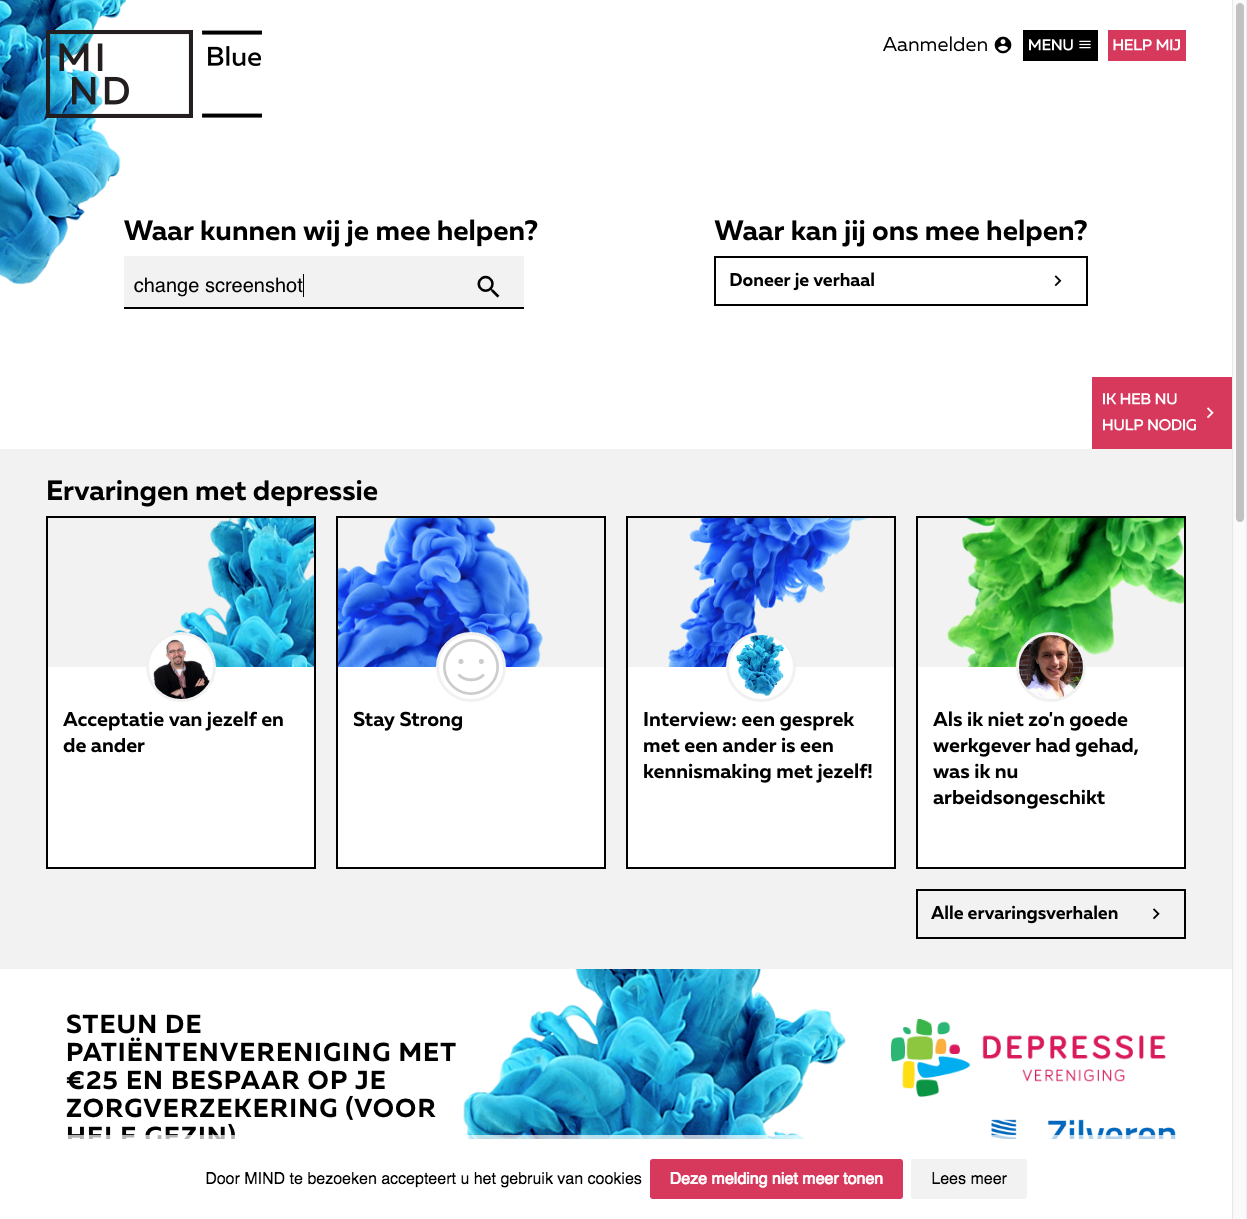 MI
ND
Blue
Aanmelden
MENU
HELP MIJ
Waar kunnen wij je mee helpen?
change screenshot
Waar kan jij ons mee helpen?
Doneer je verhaal
IK HEB NU
HULP NODIG
Ervaringen met depressie
Acceptatie van jezelf en
de ander
Stay Strong
Interview: een gesprek
met een ander is een
kennismaking met jezelf!
Als ik niet zo'n goede
werkgever had gehad,
was ik nu
arbeidsongeschikt
Alle ervaringsverhalen
STEUN DE
PATIËNTENVERENIGING MET
€25 EN BESPAAR OP JE
ZORGVERZEKERING (VOOR
HELE GEZIN)
DEPRESSIE
VERENIGING
Zilveren
Door MIND te bezoeken accepteert u het gebruik van cookies
Deze melding niet meer tonen
Lees meer